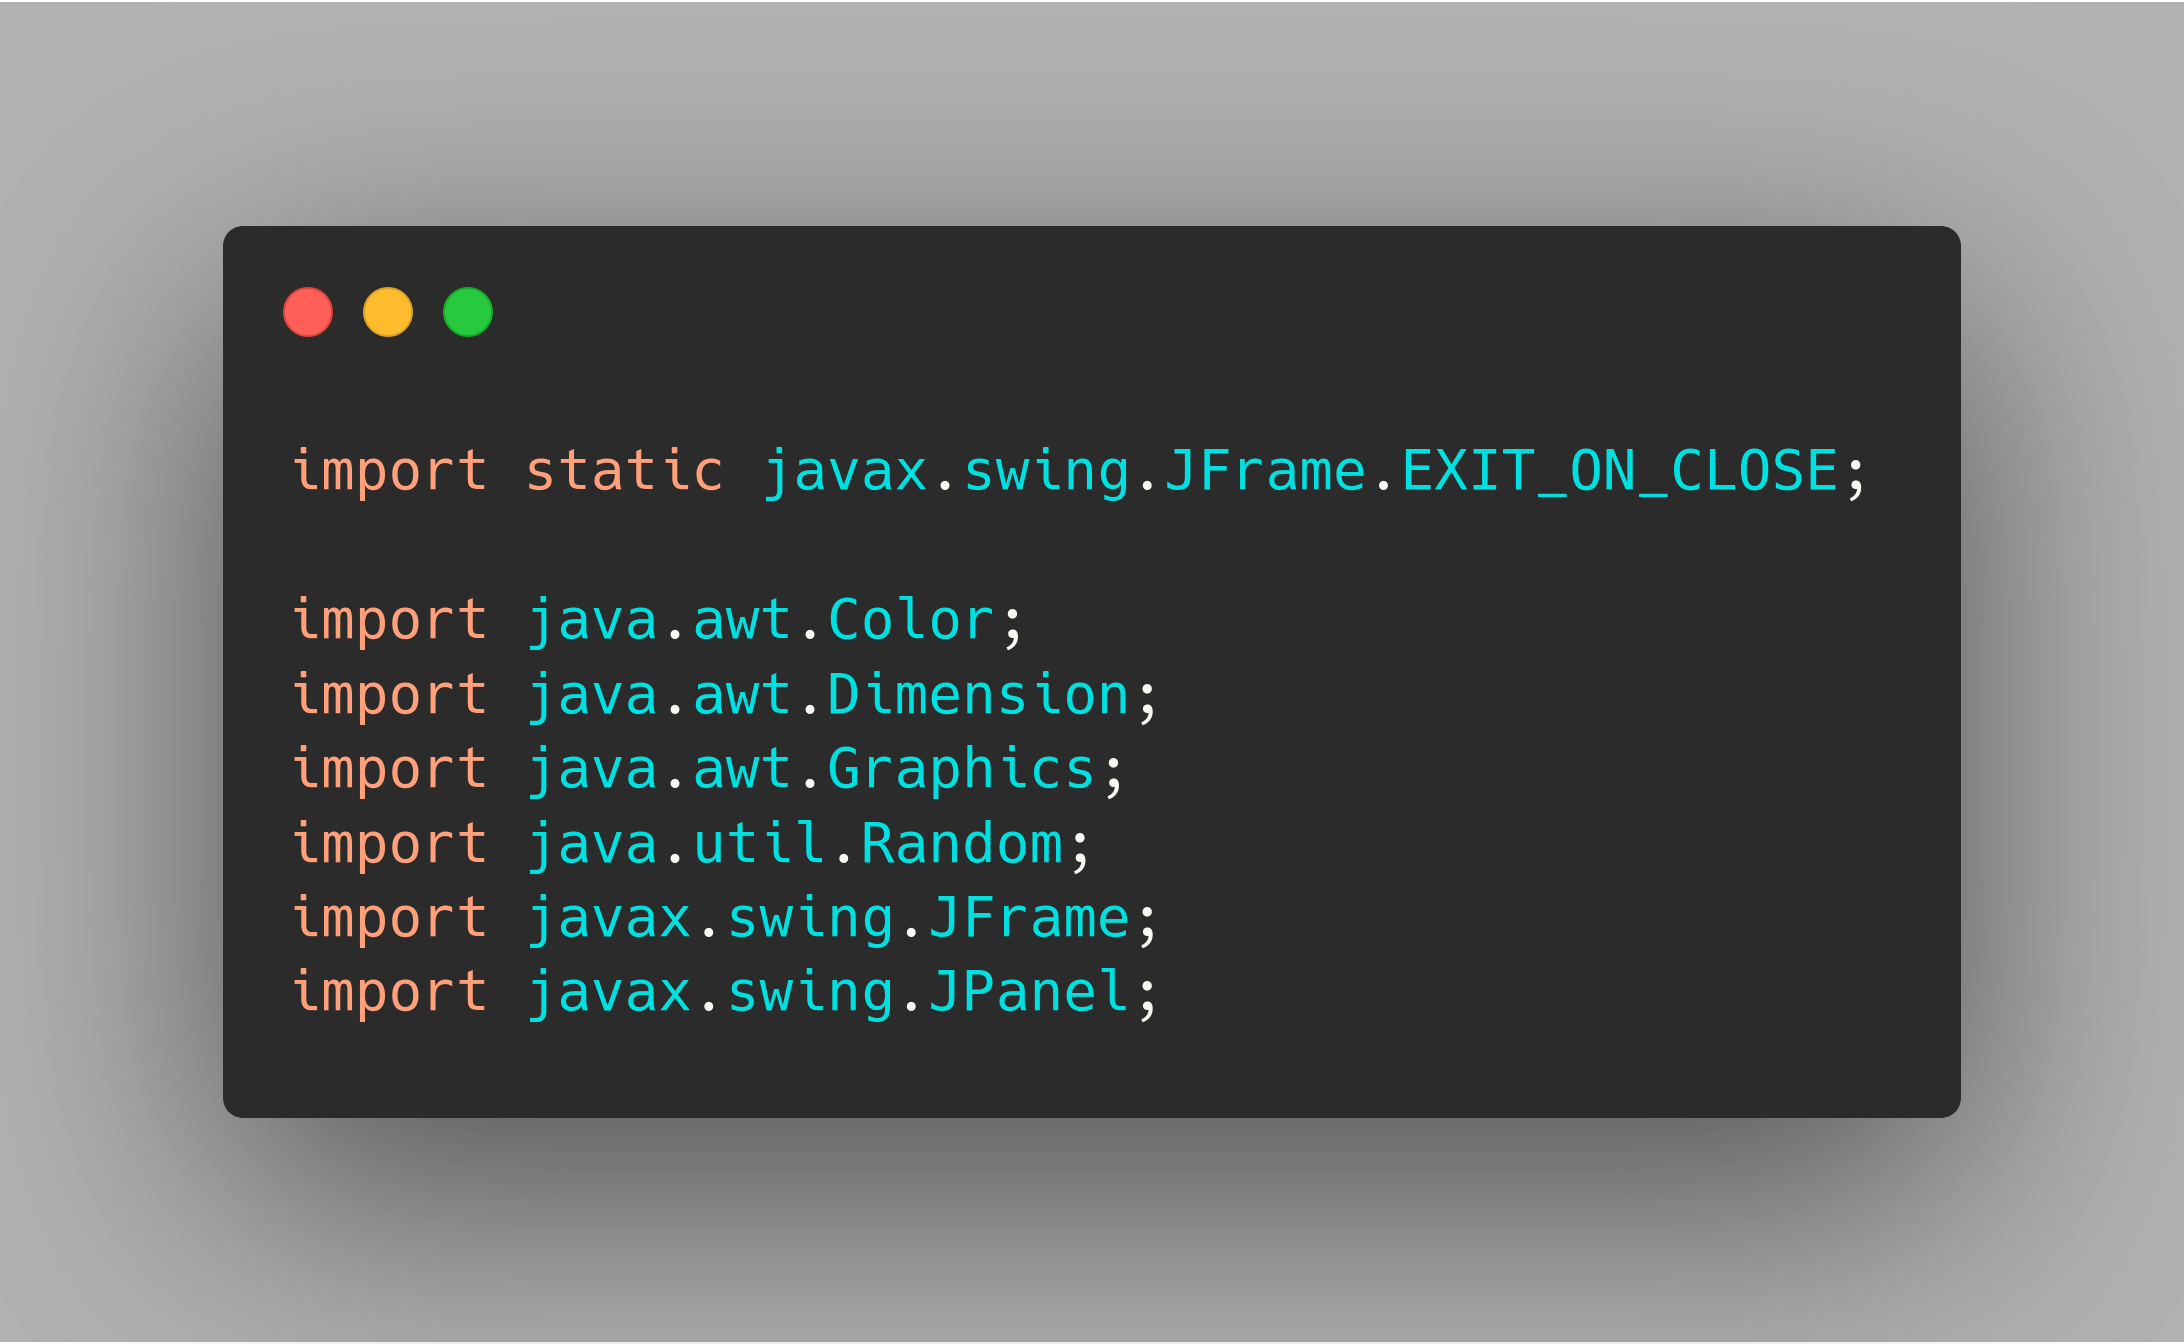 import static javax.swing.JFrame.EXIT_ON_CLOSE;
import java.awt.Color;
import java.awt.Dimension;
import java.awt.Graphics;
import java.util.Random;
import javax.swing.JFrame;
import javax.swing.JPanel;